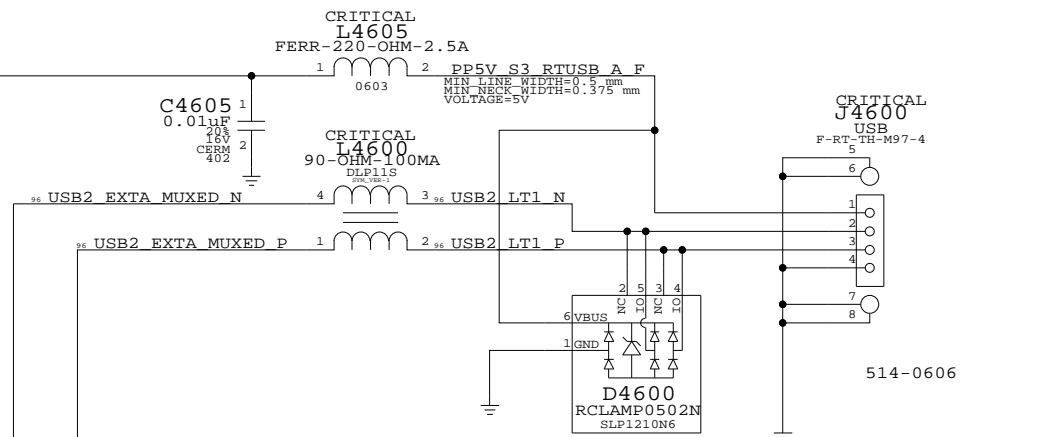 CRITICAL
L4605
FERR-220-OHM-2.5A
1
2
PP5V_S3_RTUSB_A_F
0603
MIN_LINE_WIDTH=0.5 mm
MIN_NECK_WIDTH=0.375 mm
VOLTAGE=5V
C4605
1
0.01uF
20%
16V
CERM
402
2
CRITICAL
L4600
90-OHM-100MA
DLP11S
SYM_VER-1
96 USB2_EXTA_MUXED_N
4
3
96 USB2_LT1_N
96 USB2_EXTA_MUXED_P
1
2
96 USB2_LT1_P
CRITICAL
J4600
USB
F-RT-TH-M97-4
5
6
1
2
3
4
7
8
514-0606
2
5
3
4
NC
IO
NC
IO
6
VBUS
1
GND
D4600
RCLAMP0502N
SLP1210N6